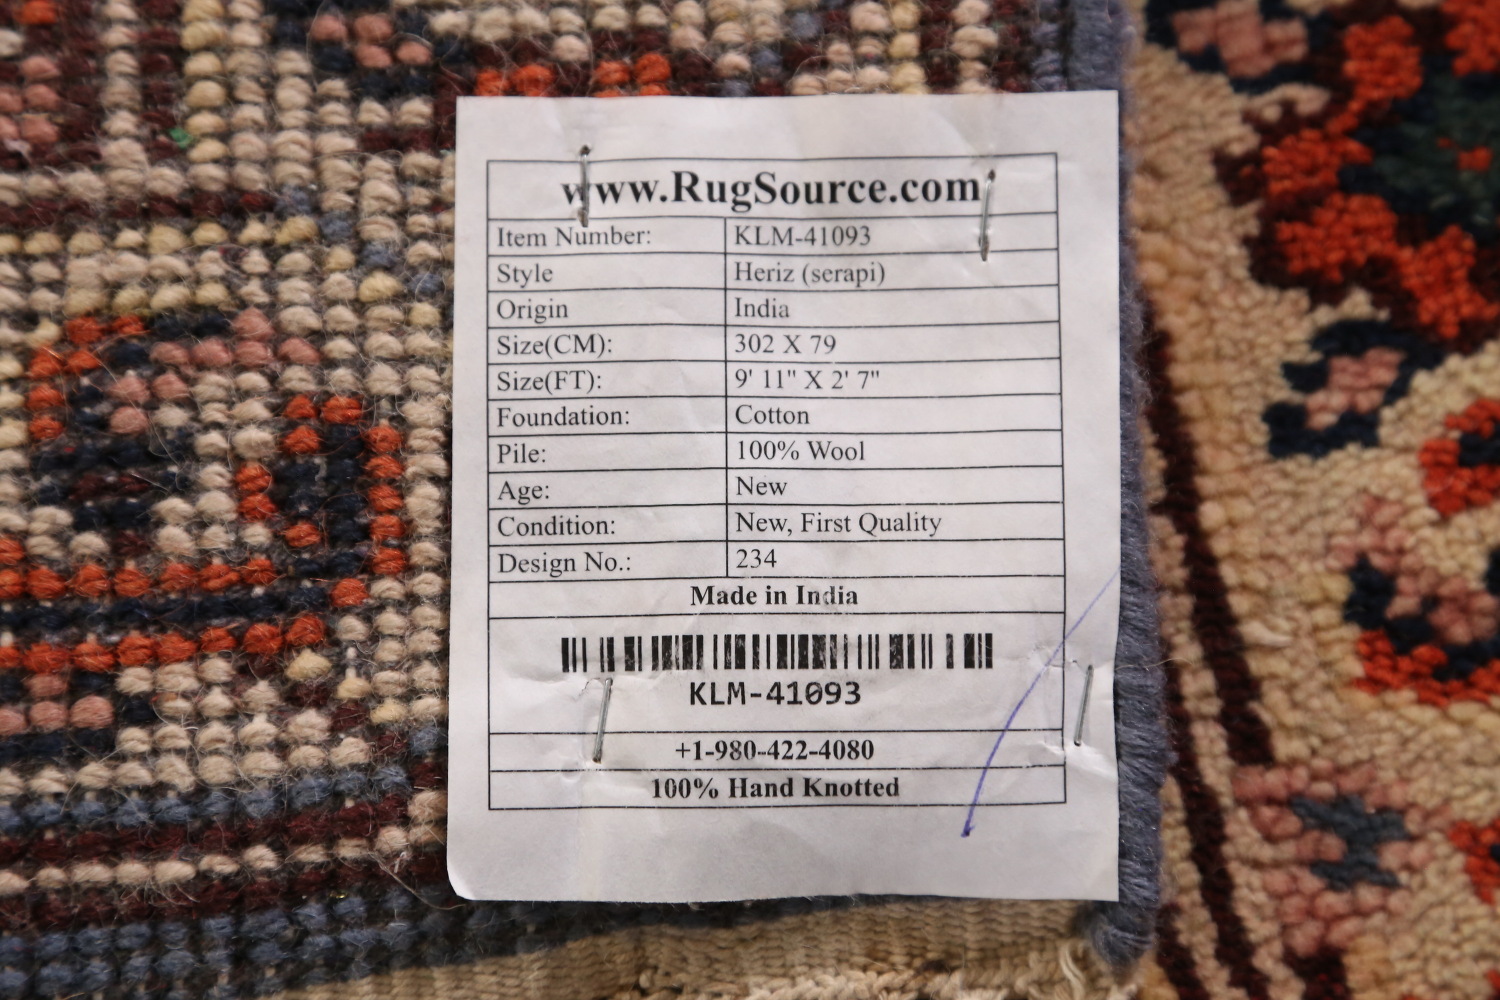 www.RugSource.com
Item Number: KLM-41093
Style Heriz (serapi)
Origin India
Size(CM): 302 X 79
Size(FT): 9' 11" X 2' 7"
Foundation: Cotton
Pile: 100% Wool
Age: New
Condition: New, First Quality
Design No.: 234
Made in India
KLM-41093
+1-980-422-4080
100% Hand Knotted